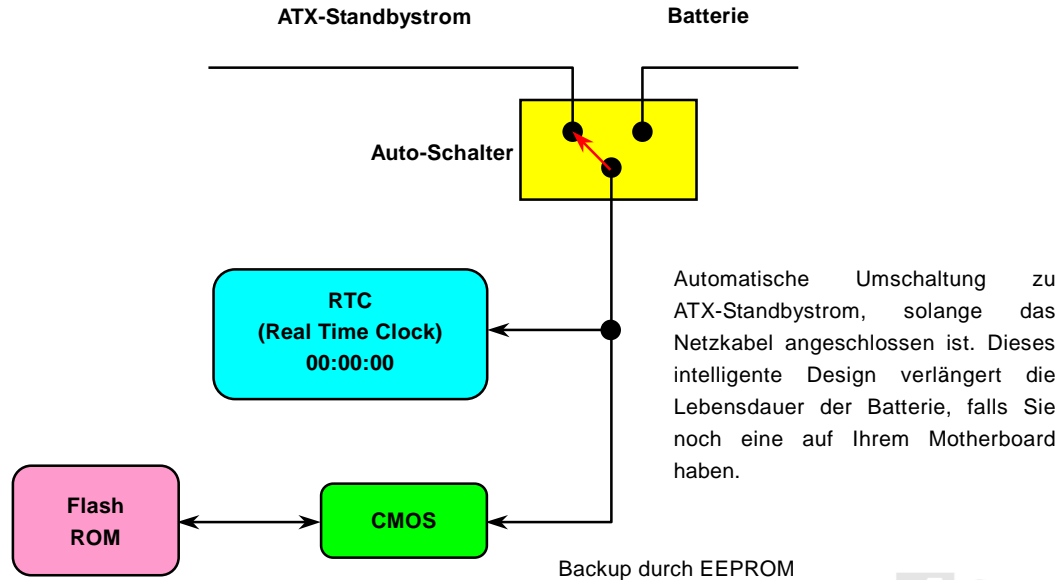 ATX-Standbystrom
Batterie
Auto-Schalter
RTC
(Real Time Clock)
00:00:00
Automatische Umschaltung zu
ATX-Standbystrom, solange das
Netzkabel angeschlossen ist. Dieses
intelligente Design verlängert die
Lebensdauer der Batterie, falls Sie
noch eine auf Ihrem Motherboard
haben.
Flash
ROM
CMOS
Backup durch EEPROM